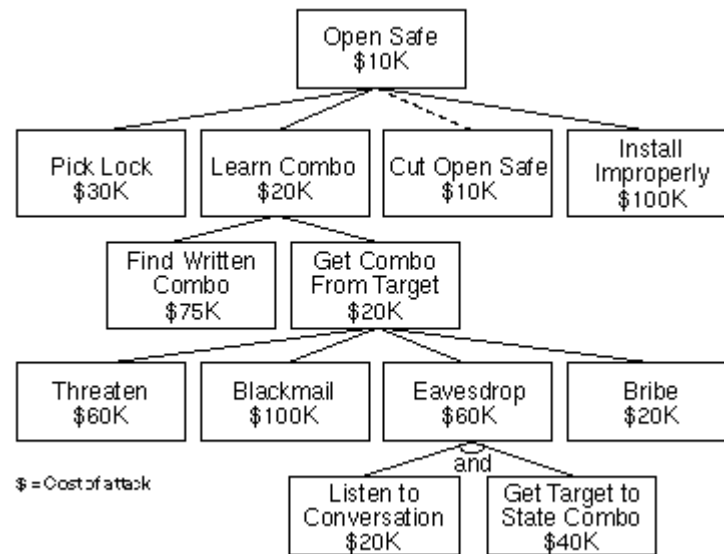 Open Safe
$10K
Pick Lock
$30K
Learn Combo
$20K
Cut Open Safe
$10K
Install
Improperly
$100K
Find Written
Combo
$75K
Get Combo
From Target
$20K
Threaten
$60K
Blackmail
$100K
Eavesdrop
$60K
Bribe
$20K
and
$ = Cost of attack
Listen to
Conversation
$20K
Get Target to
State Combo
$40K